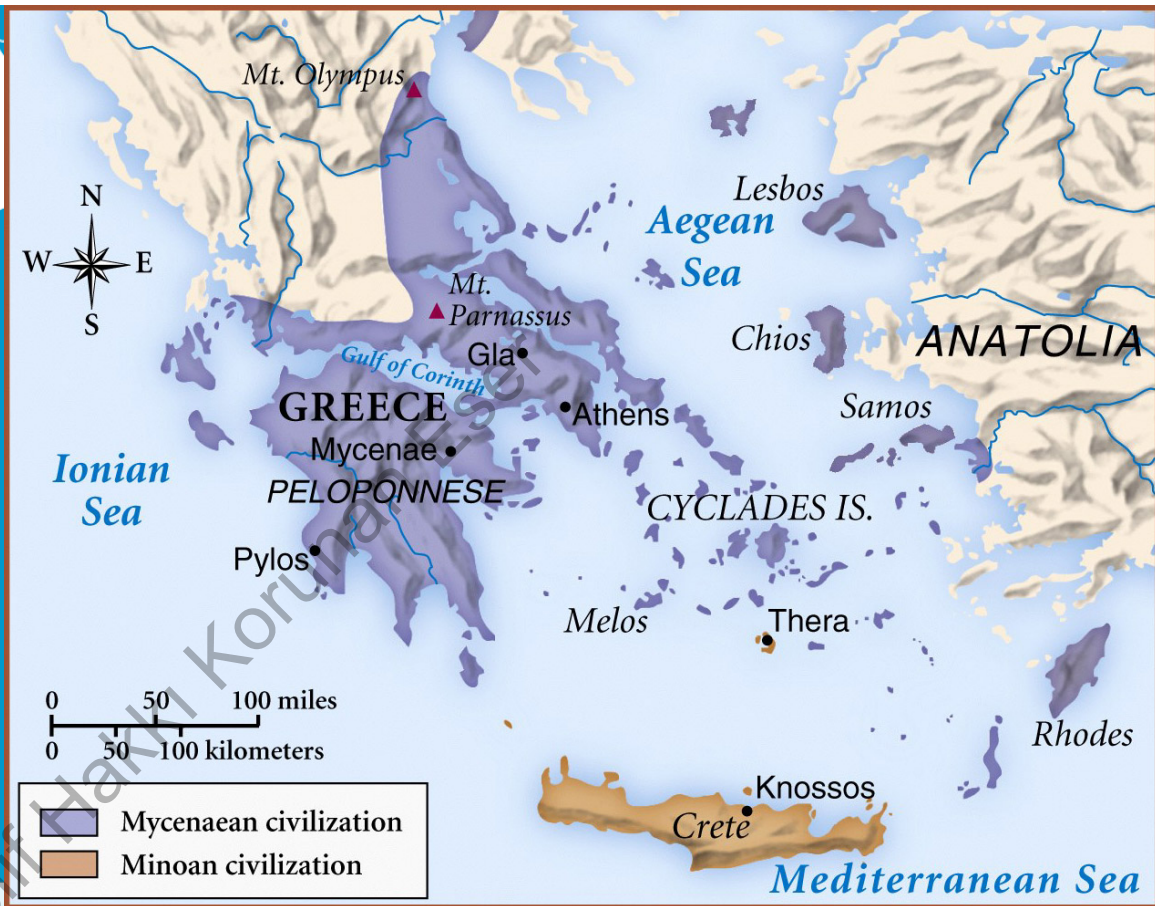 Mt. Olympus
N
W
E
S
Lesbos
Aegean
Sea
Mt.
Parnassus
Gla
Gulf of Corinth
Chios
ANATOLIA
GREECE
Athens
Samos
Mycenae
Ionian
Sea
PELOPONNESE
CYCLADES IS.
Pylos
Melos
Thera
0 50 100 miles
0 50 100 kilometers
Rhodes
Knossos
Crete
Mycenaean civilization
Minoan civilization
Mediterranean Sea